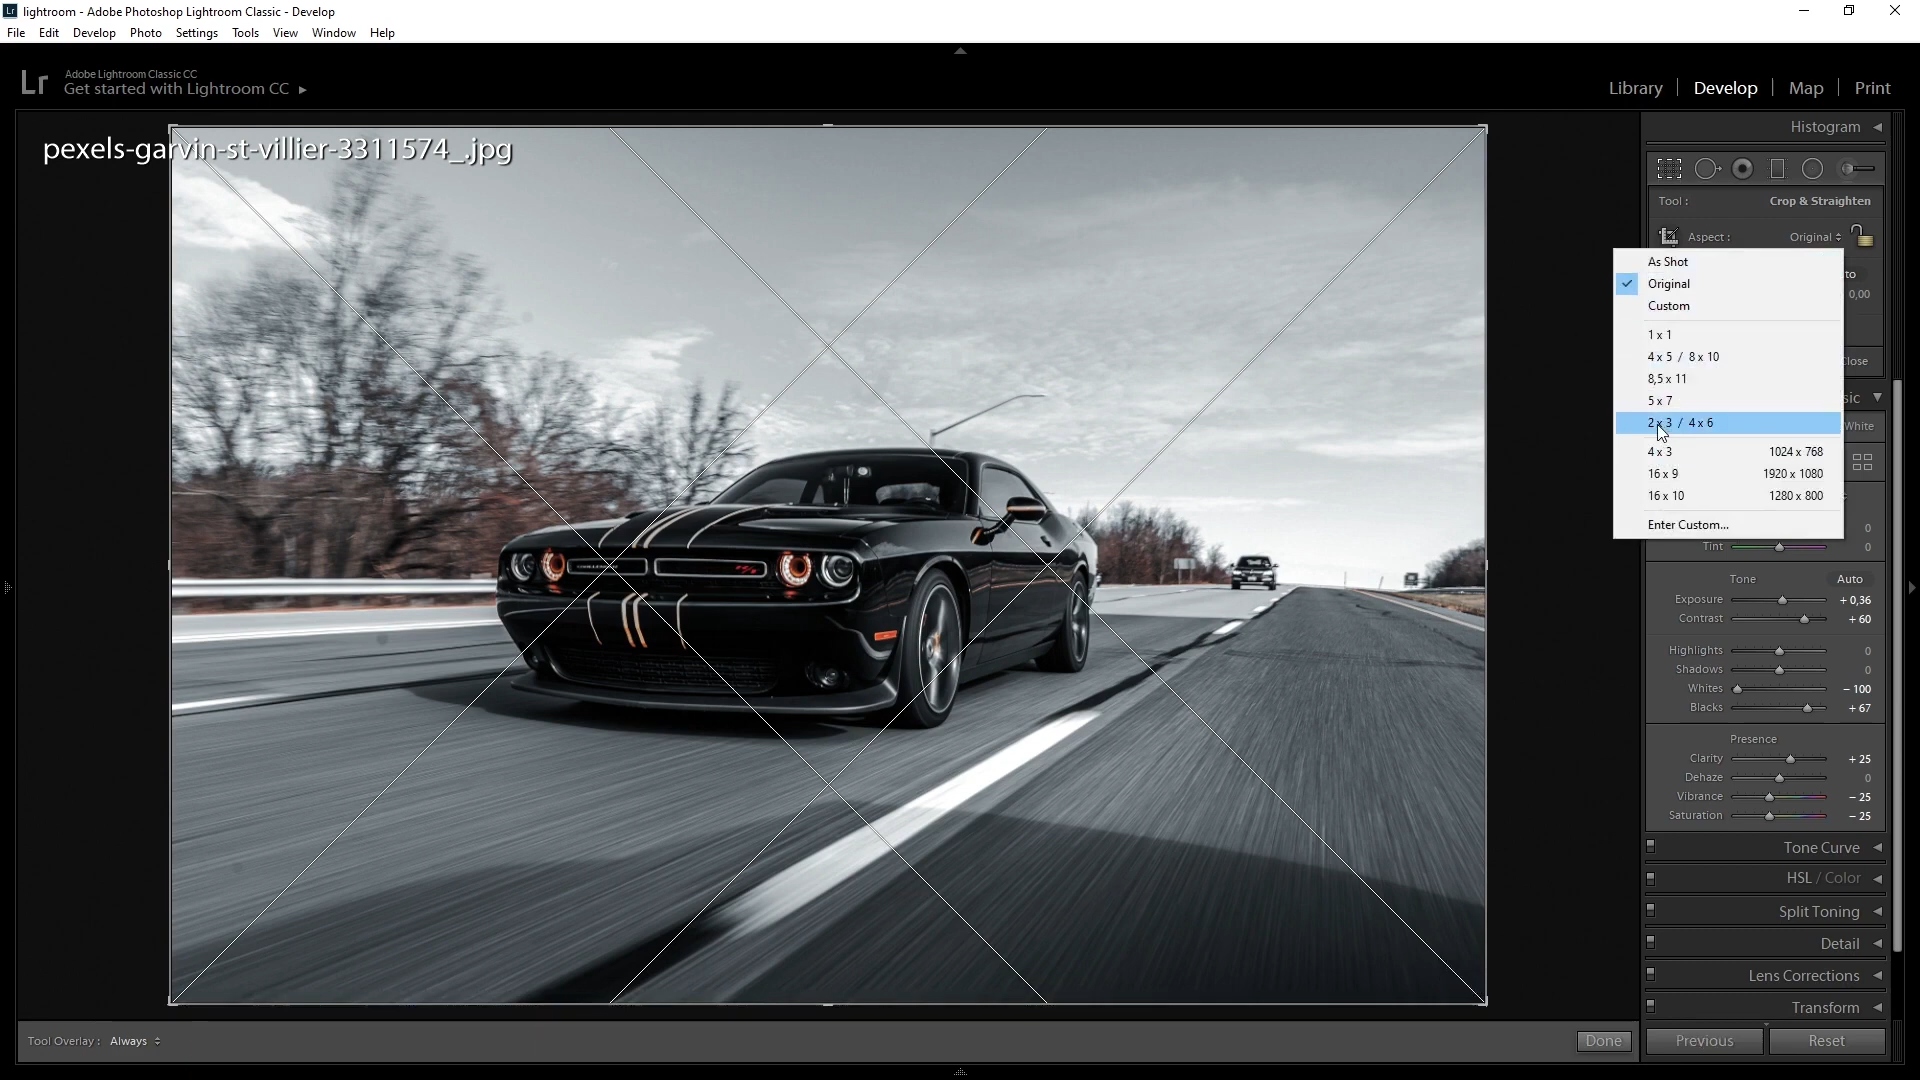 Lr lightroom - Adobe Photoshop Lightroom Classic - Develop
File Edit Develop Photo Settings Tools View Window Help
Lr
Adobe Lightroom Classic CC
Get started with Lightroom CC
Library Develop Map Print
pexels-garvin-st-villier-3311574_.jpg
CHALLENGER
R/T
Histogram
Tool : Crop & Straighten
Aspect : Original
to
0,00
Close
sic
White
As Shot
Original
Custom
1 x 1
4 x 5 / 8 x 10
8,5 x 11
5 x 7
2 x 3 / 4 x 6
4 x 3 1024 x 768
16 x 9 1920 x 1080
16 x 10 1280 x 800
Enter Custom...
0
Tint 0
Tone Auto
Exposure + 0,36
Contrast + 60
Highlights 0
Shadows 0
Whites − 100
Blacks + 67
Presence
Clarity + 25
Dehaze 0
Vibrance − 25
Saturation − 25
Tone Curve
HSL / Color
Split Toning
Detail
Lens Corrections
Transform
Tool Overlay : Always
Done
Previous Reset